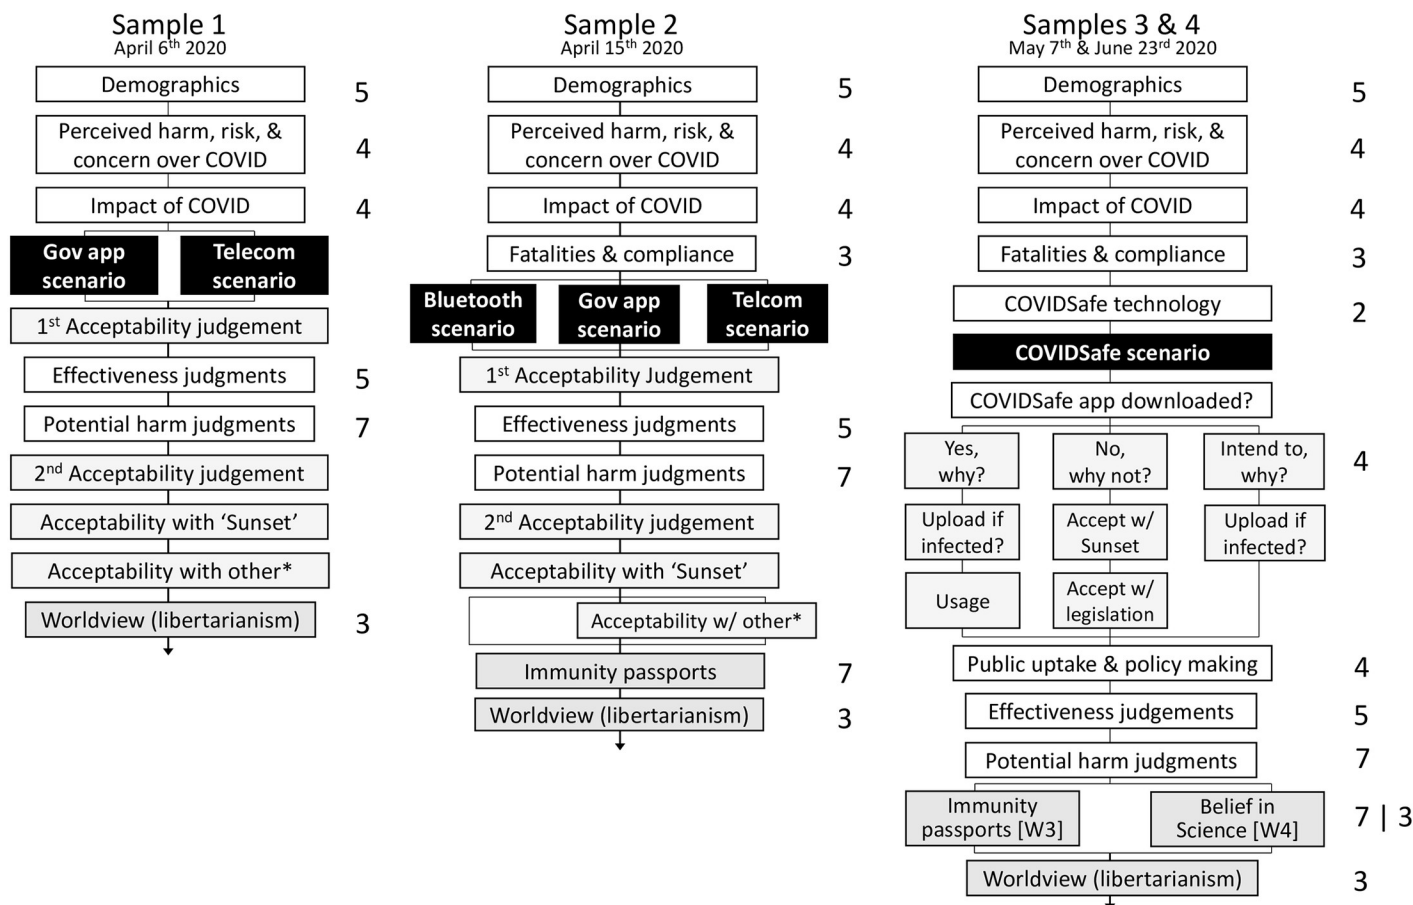 Sample 1
April 6th 2020
Demographics
5
Perceived harm, risk, &
concern over COVID
4
Impact of COVID
4
Gov app
scenario
Telecom
scenario
1st Acceptability judgement
Effectiveness judgments
5
Potential harm judgments
7
2nd Acceptability judgement
Acceptability with ‘Sunset’
Acceptability with other*
Worldview (libertarianism)
3
Sample 2
April 15th 2020
Demographics
5
Perceived harm, risk, &
concern over COVID
4
Impact of COVID
4
Fatalities & compliance
3
Bluetooth
scenario
Gov app
scenario
Telcom
scenario
1st Acceptability Judgement
Effectiveness judgments
5
Potential harm judgments
7
2nd Acceptability judgement
Acceptability with ‘Sunset’
Acceptability w/ other*
Immunity passports
7
Worldview (libertarianism)
3
Samples 3 & 4
May 7th & June 23rd 2020
Demographics
5
Perceived harm, risk, &
concern over COVID
4
Impact of COVID
4
Fatalities & compliance
3
COVIDSafe technology
2
COVIDSafe scenario
COVIDSafe app downloaded?
Yes,
why?
No,
why not?
Intend to,
why?
4
Upload if
infected?
Accept w/
Sunset
Upload if
infected?
Usage
Accept w/
legislation
Public uptake & policy making
4
Effectiveness judgements
5
Potential harm judgments
7
Immunity
passports [W3]
Belief in
Science [W4]
7 | 3
Worldview (libertarianism)
3